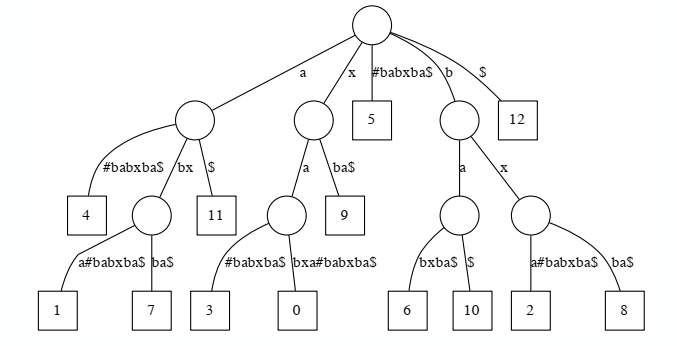 a x #babxba$ b $
5 12
#babxba$ bx $ a ba$ a x
4 11 9
a#babxba$ ba$ #babxba$ bxa#babxba$ bxba$ $ a#babxba$ ba$
1 7 3 0 6 10 2 8